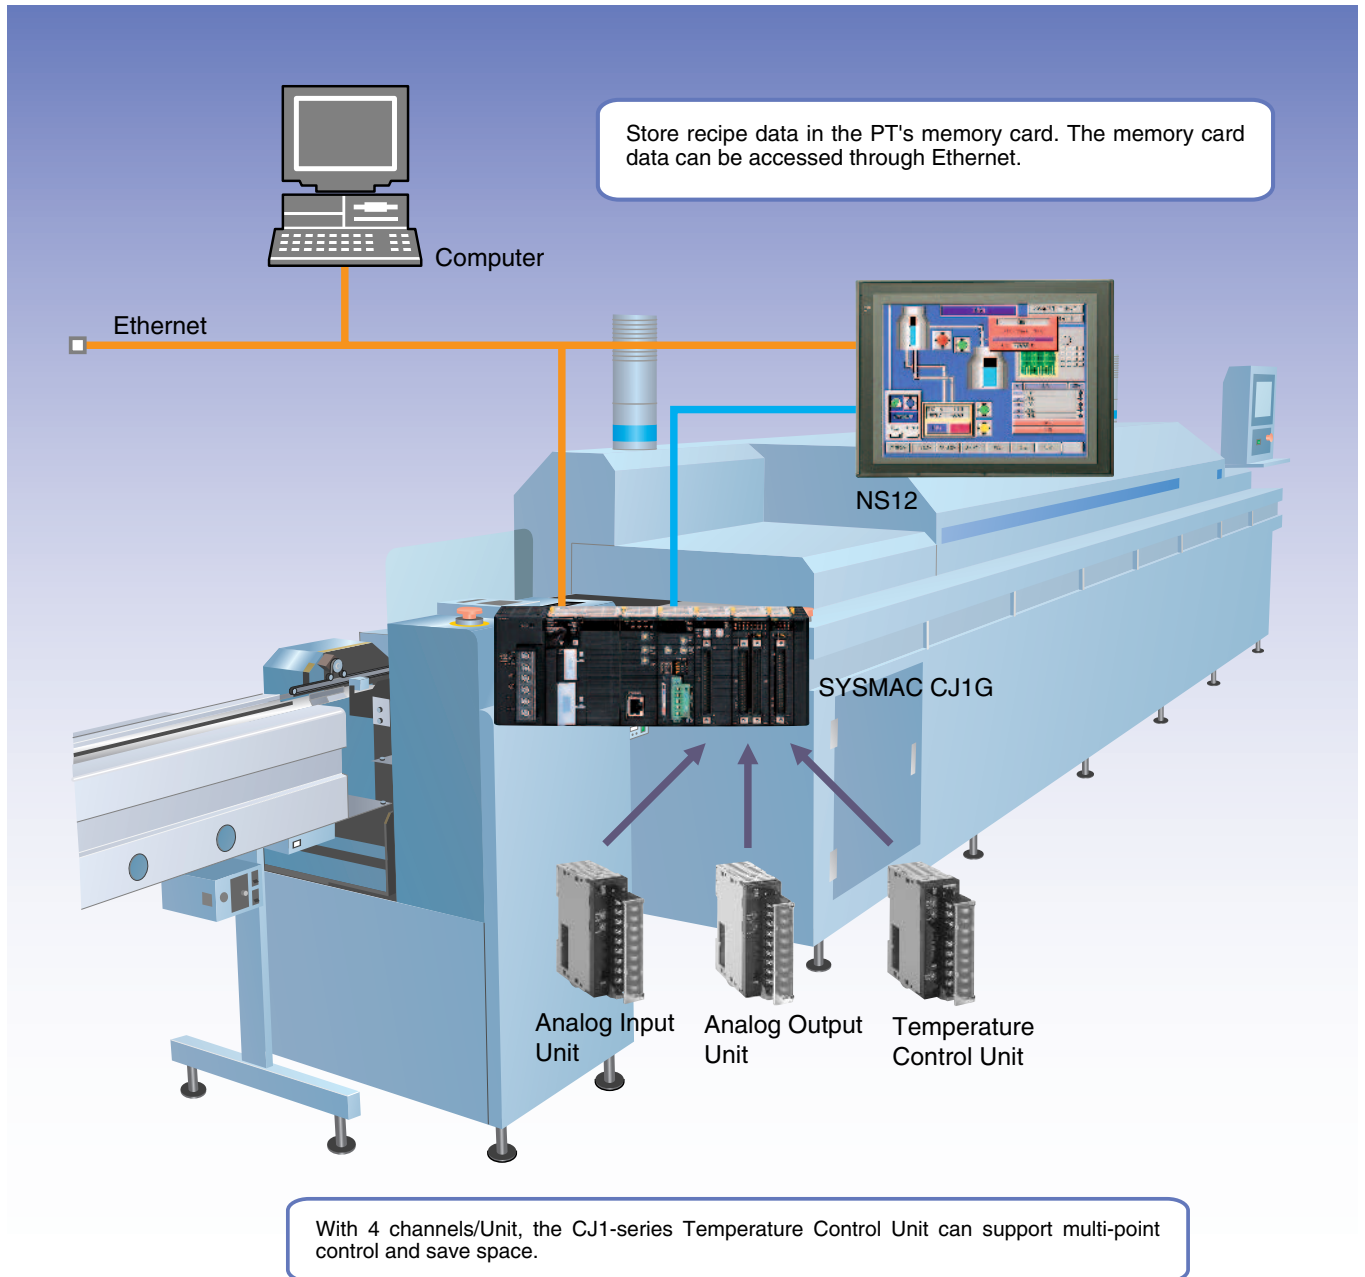 Store recipe data in the PT's memory card. The memory card
data can be accessed through Ethernet.
Computer
Ethernet
NS12
SYSMAC CJ1G
Analog Input
Unit
Analog Output
Unit
Temperature
Control Unit
With 4 channels/Unit, the CJ1-series Temperature Control Unit can support multi-point
control and save space.